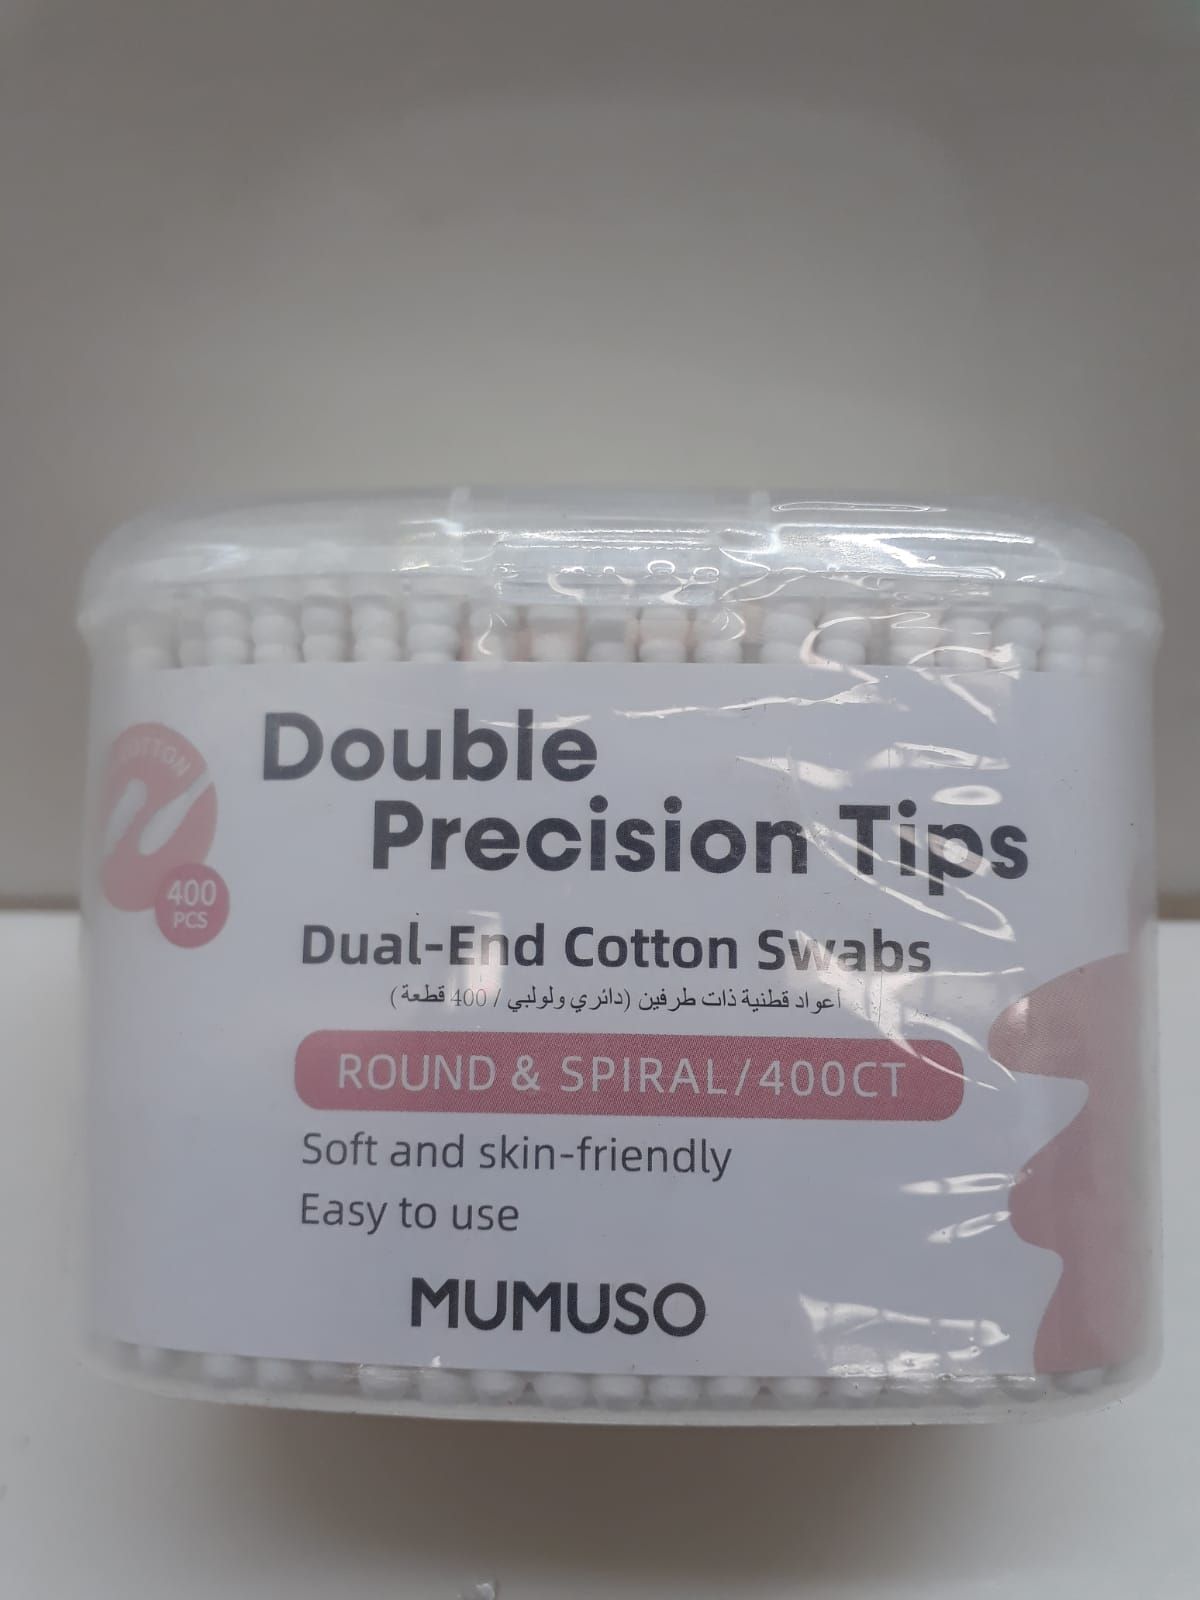 Double
Precision Tips
COTTON
400
PCS
Dual-End Cotton Swabs
أعواد قطنية ذات طرفين (دائري ولولبي / 400 قطعة)
ROUND & SPIRAL/400CT
Soft and skin-friendly
Easy to use
MUMUSO